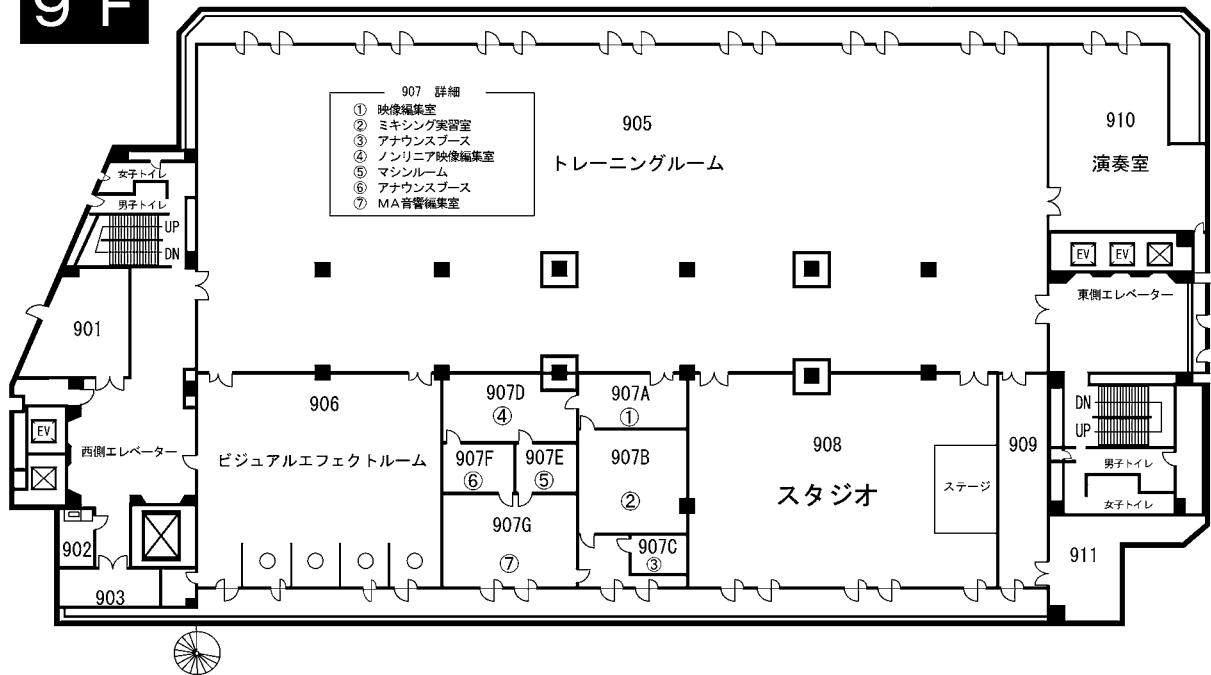 9F
907 詳細
① 映像編集室
② ミキシング実習室
③ アナウンスブース
④ ノンリニア映像編集室
⑤ マシンルーム
⑥ アナウンスブース
⑦ MA音響編集室
905
トレーニングルーム
910
演奏室
女子トイレ
男子トイレ
UP
DN
EV
EV
東側エレベーター
901
906
ビジュアルエフェクトルーム
907D
④
907A
①
907F
⑥
907E
⑤
907B
②
907G
⑦
907C
③
908
スタジオ
ステージ
909
DN
UP
男子トイレ
女子トイレ
EV
西側エレベーター
902
903
911